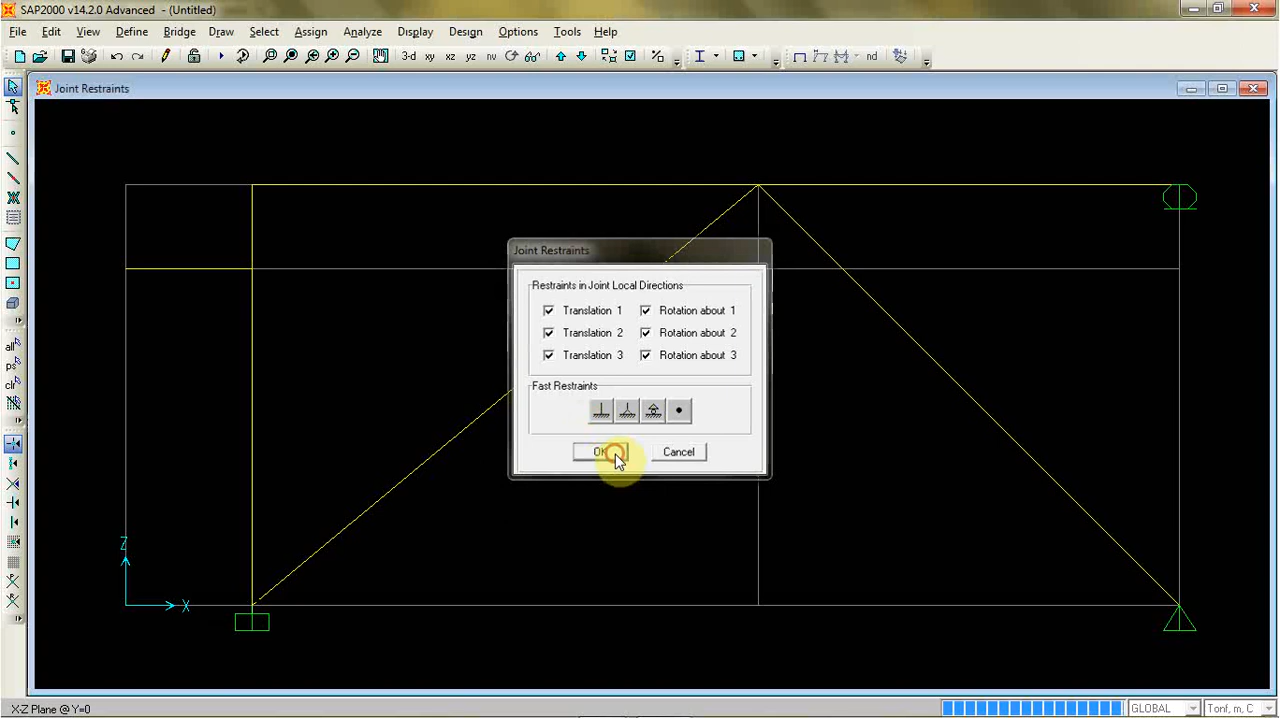 SAP2000 v14.2.0 Advanced - (Untitled)
File Edit View Define Bridge Draw Select Assign Analyze Display Design Options Tools Help
3-d xy xz yz nv nd
Joint Restraints
all
ps
clr
Joint Restraints
Restraints in Joint Local Directions
Translation 1 Rotation about 1
Translation 2 Rotation about 2
Translation 3 Rotation about 3
Fast Restraints
OK Cancel
Z
X
X-Z Plane @ Y=0 GLOBAL Tonf, m, C